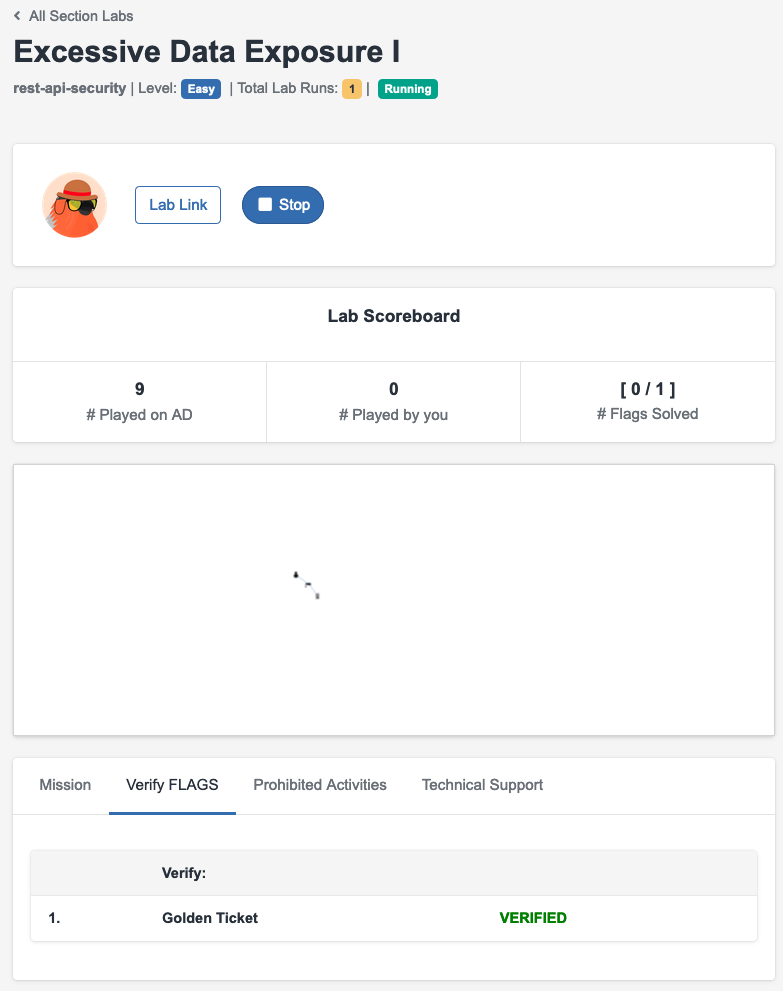 All Section Labs
Excessive Data Exposure I
rest-api-security | Level: Easy | Total Lab Runs: 1 | Running
Lab Link
Stop
Lab Scoreboard
9
# Played on AD
0
# Played by you
[ 0 / 1 ]
# Flags Solved
Mission
Verify FLAGS
Prohibited Activities
Technical Support
Verify:
1. Golden Ticket VERIFIED